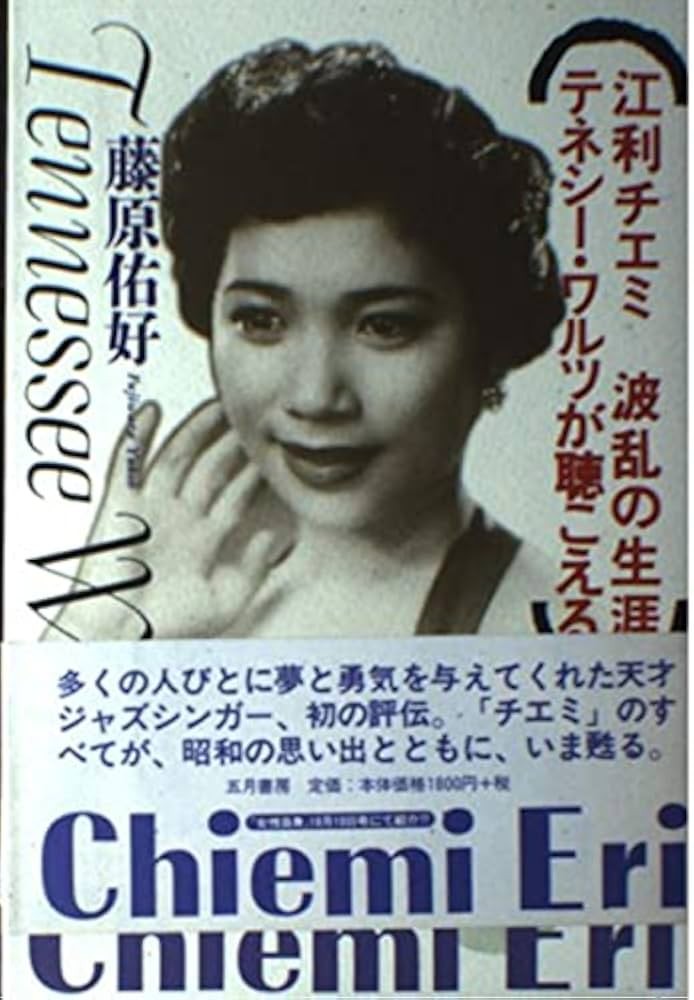 江利チエミ 波乱の生涯
テネシー・ワルツが聴こえる
藤原佑好
Tennessee W
多くの人びとに夢と勇気を与えてくれた天才
ジャズシンガー、初の評伝。「チエミ」のす
べてが、昭和の思い出とともに、いま甦る。
五月書房 定価:本体価格1800円+税
Chiemi Eri
Chiemi Eri